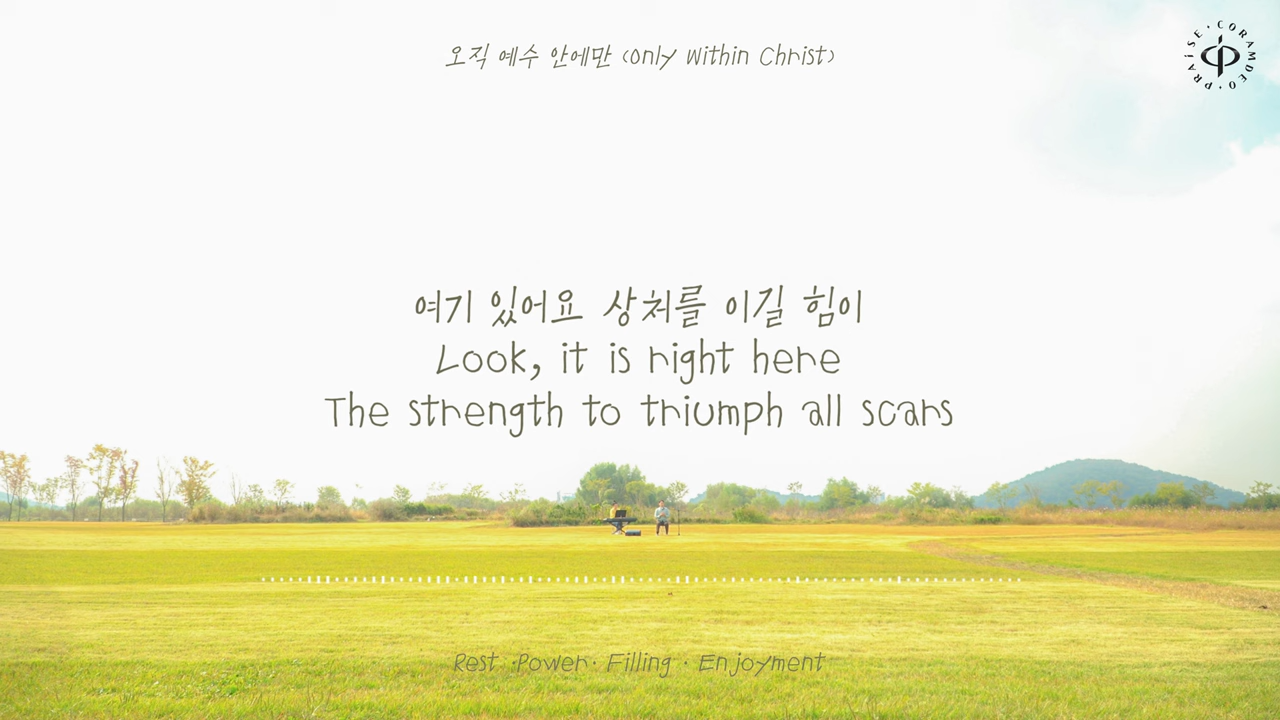 오직 예수 안에만 (Only Within Christ)
PRAISE · CORAMDEO ·
여기 있어요 상처를 이길 힘이
Look, it is right here
The strength to triumph all scars
Rest · Power · Filling · Enjoyment